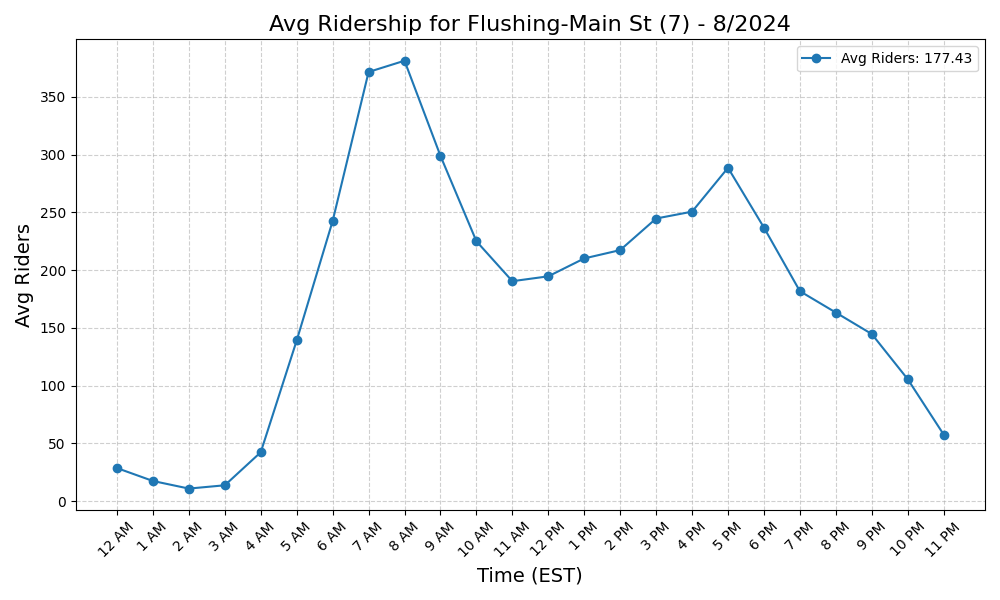 Avg Ridership for Flushing-Main St (7) - 8/2024
Avg Riders: 177.43
Avg Riders
350
300
250
200
150
100
50
0
12 AM
1 AM
2 AM
3 AM
4 AM
5 AM
6 AM
7 AM
8 AM
9 AM
10 AM
11 AM
12 PM
1 PM
2 PM
3 PM
4 PM
5 PM
6 PM
7 PM
8 PM
9 PM
10 PM
11 PM
Time (EST)